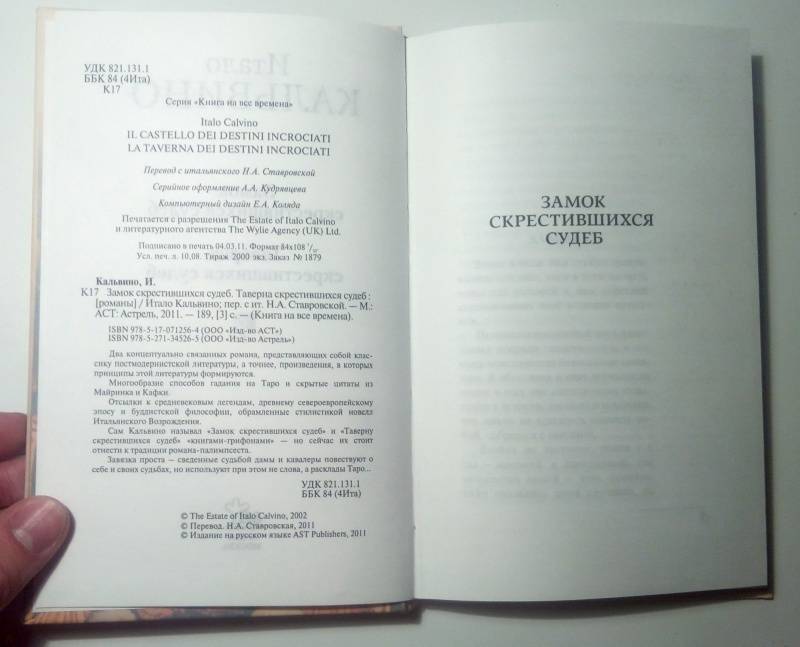 УДК 821.131.1
ББК 84 (4Ита)
К17
Серия «Книга на все времена»
Italo Calvino
IL CASTELLO DEI DESTINI INCROCIATI
LA TAVERNA DEI DESTINI INCROCIATI
Перевод с итальянского Н.А. Ставровской
Серийное оформление А.А. Кудрявцева
Компьютерный дизайн Е.А. Коляда
Печатается с разрешения The Estate of Italo Calvino
и литературного агентства The Wylie Agency (UK) Ltd.
Подписано в печать 04.03.11. Формат 84х108 1/32.
Усл. печ. л. 10,08. Тираж 2000 экз. Заказ № 1879
Кальвино, И.
К17 Замок скрестившихся судеб. Таверна скрестившихся судеб :
[романы] / Итало Кальвино; пер. с ит. Н.А. Ставровской. — М.:
АСТ: Астрель, 2011. — 189, [3] с. — (Книга на все времена).
ISBN 978-5-17-071256-4 (ООО «Изд-во АСТ»)
ISBN 978-5-271-34526-5 (ООО «Изд-во Астрель»)
Два концептуально связанных романа, представляющих собой клас-
сику постмодернистской литературы, а точнее, произведения, в которых
принципы этой литературы формируются.
Многообразие способов гадания на Таро и скрытые цитаты из
Майринка и Кафки.
Отсылки к средневековым легендам, древнему североевропейскому
эпосу и буддистской философии, обрамленные стилистикой новелл
Итальянского Возрождения.
Сам Кальвино называл «Замок скрестившихся судеб» и «Таверну
скрестившихся судеб» «книгами-грифонами» — но сейчас их стоит
отнести к традиции романа-палимпсеста.
Завязка проста – сведенные судьбой дамы и кавалеры повествуют о
себе и своих судьбах, но используют при этом не слова, а расклады Таро...
УДК 821.131.1
ББК 84 (4Ита)
© The Estate of Italo Calvino, 2002
© Перевод. Н.А. Ставровская, 2011
© Издание на русском языке AST Publishers, 2011
ЗАМОК
СКРЕСТИВШИХСЯ
СУДЕБ